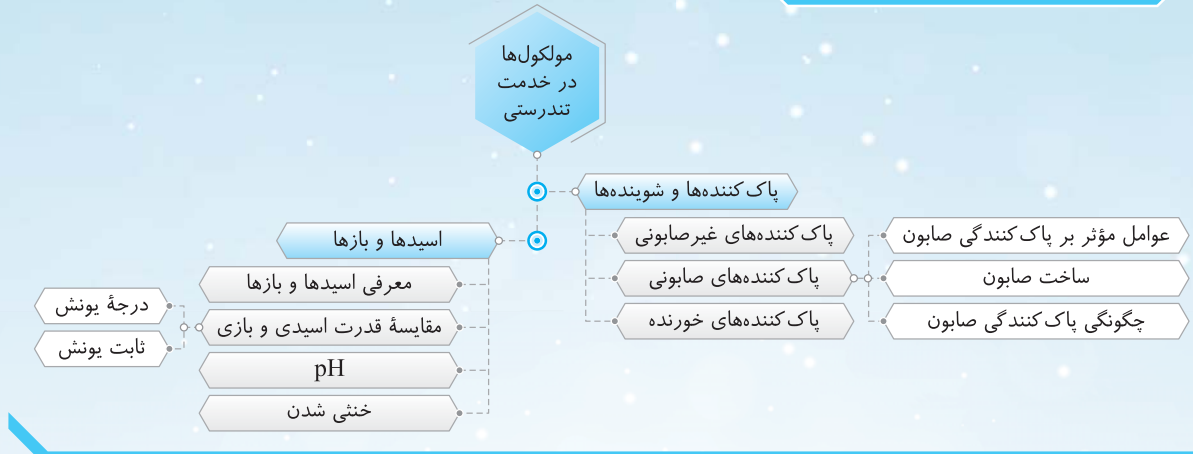 مولکول‌ها
در خدمت
تندرستی
پاک‌کننده‌ها و شوینده‌ها
پاک‌کننده‌های غیرصابونی
پاک‌کننده‌های صابونی
پاک‌کننده‌های خورنده
عوامل مؤثر بر پاک‌کنندگی صابون
ساخت صابون
چگونگی پاک‌کنندگی صابون
اسیدها و بازها
معرفی اسیدها و بازها
مقایسهٔ قدرت اسیدی و بازی
pH
خنثی شدن
درجهٔ یونش
ثابت یونش